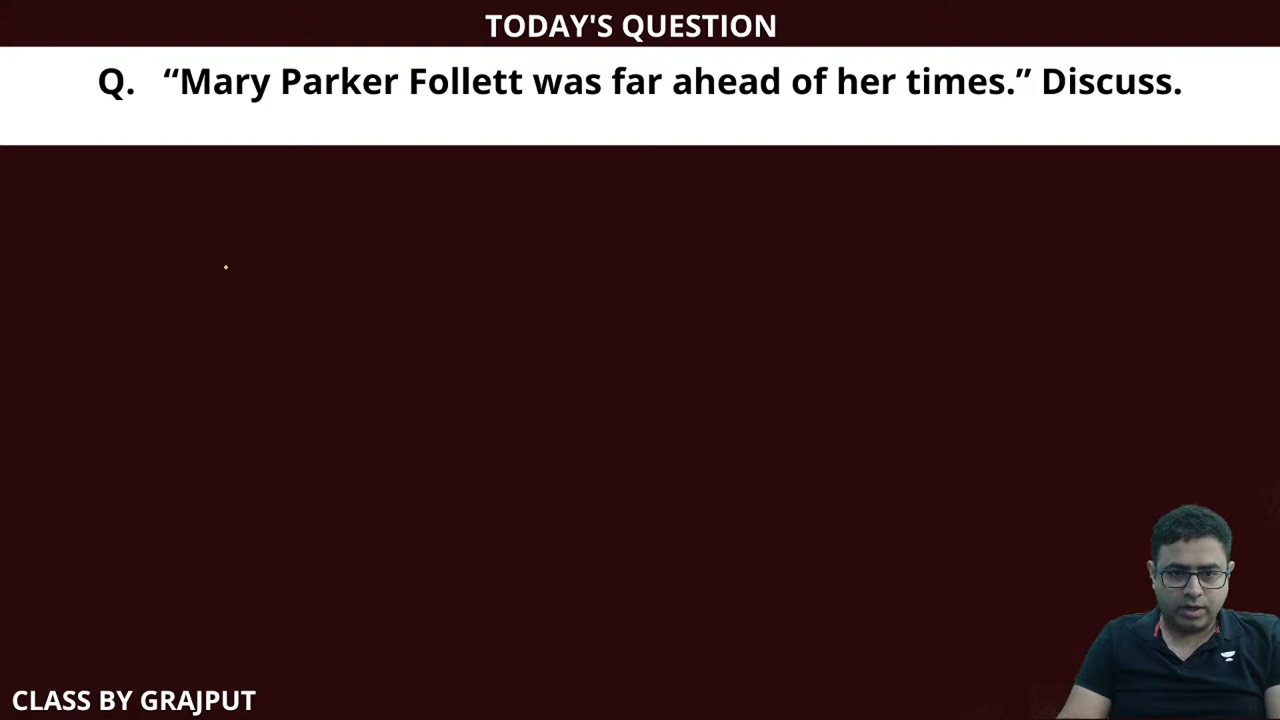 TODAY'S QUESTION
Q. “Mary Parker Follett was far ahead of her times.” Discuss.
CLASS BY GRAJPUT